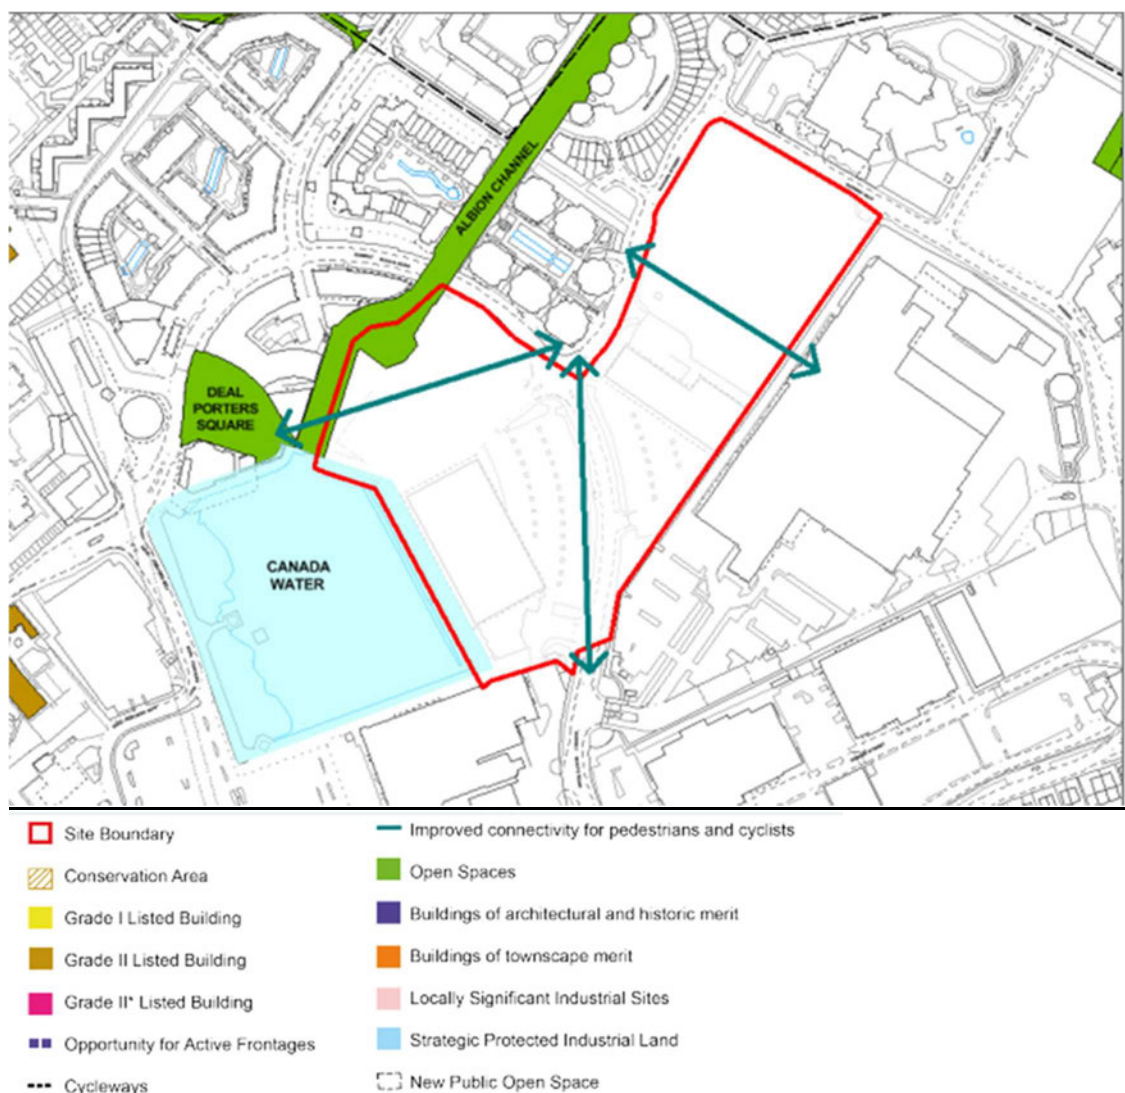 ALBION CHANNEL
DEAL
PORTERS
SQUARE
CANADA
WATER
Site Boundary
Conservation Area
Grade I Listed Building
Grade II Listed Building
Grade II* Listed Building
Opportunity for Active Frontages
Cycleways
Improved connectivity for pedestrians and cyclists
Open Spaces
Buildings of architectural and historic merit
Buildings of townscape merit
Locally Significant Industrial Sites
Strategic Protected Industrial Land
New Public Open Space